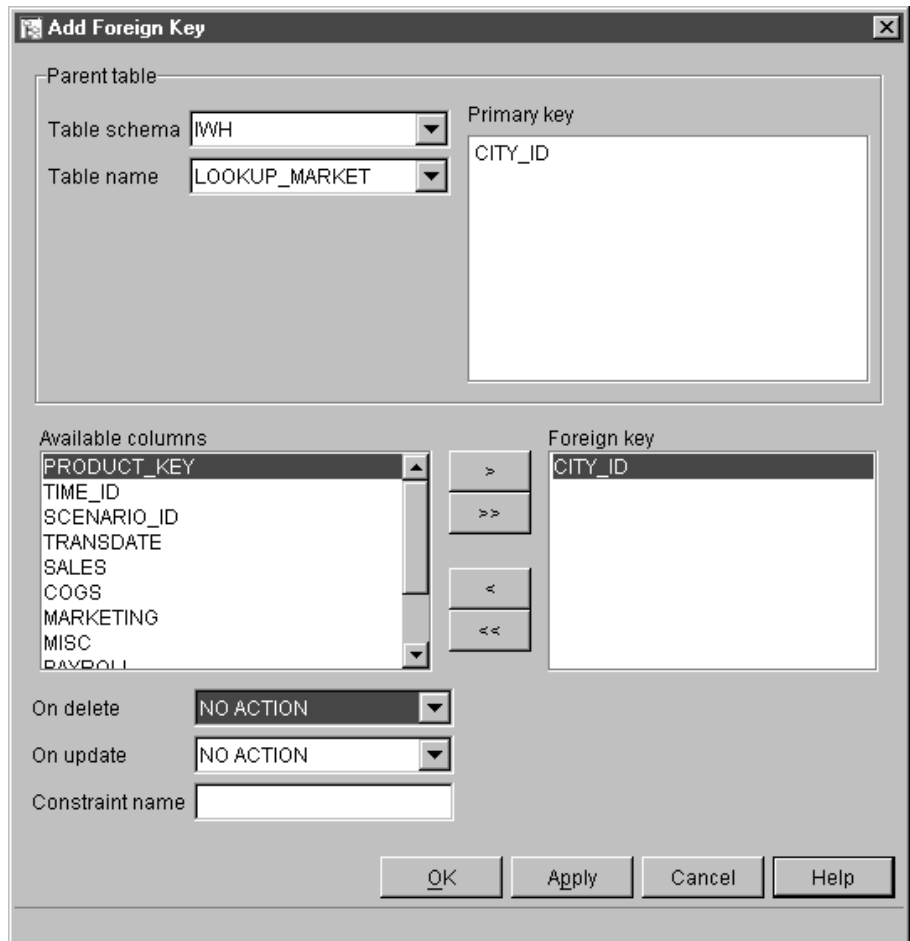 Add Foreign Key
Parent table
Table schema IWH
Table name LOOKUP_MARKET
Primary key
CITY_ID
Available columns
PRODUCT_KEY
TIME_ID
SCENARIO_ID
TRANSDATE
SALES
COGS
MARKETING
MISC
PAYROLL
>
>>
<
<<
Foreign key
CITY_ID
On delete NO ACTION
On update NO ACTION
Constraint name
OK Apply Cancel Help